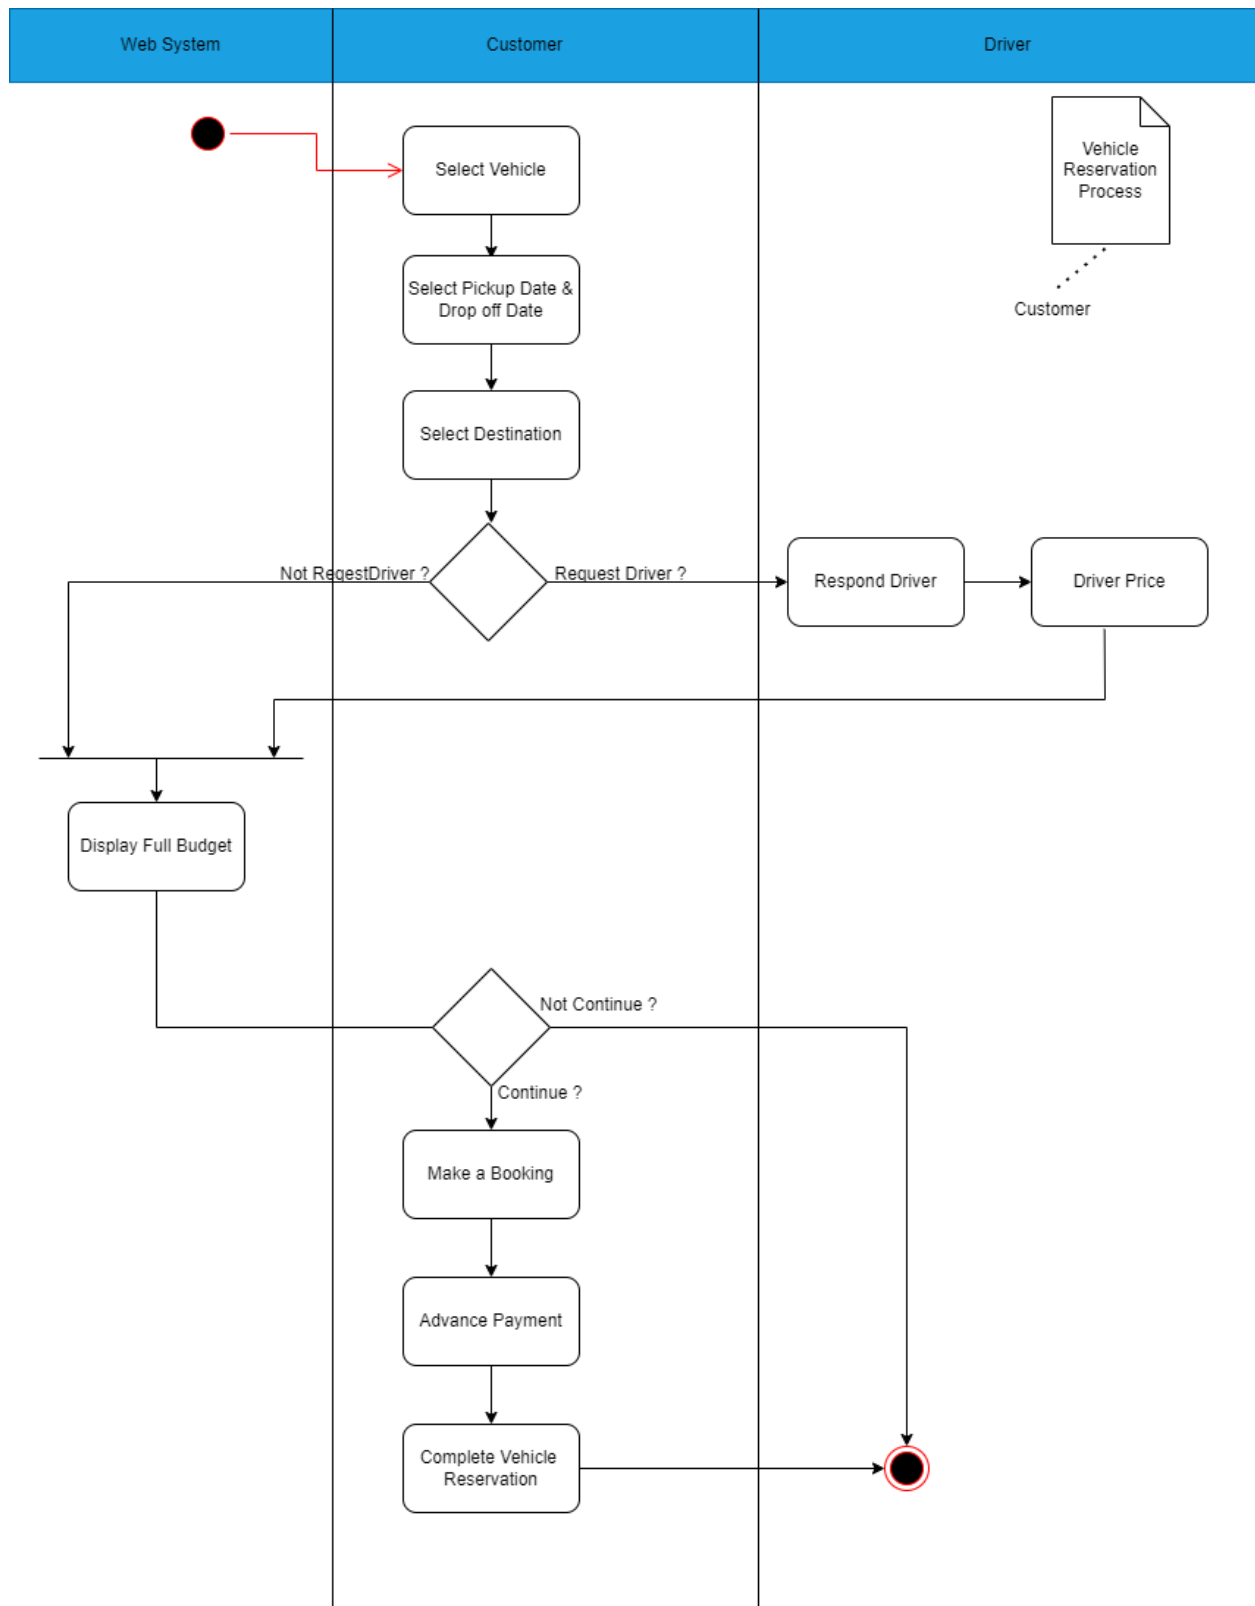 Web System
Customer
Driver
Vehicle
Reservation
Process
Customer
Select Vehicle
Select Pickup Date &
Drop off Date
Select Destination
Not ReqestDriver ?
Request Driver ?
Respond Driver
Driver Price
Display Full Budget
Not Continue ?
Continue ?
Make a Booking
Advance Payment
Complete Vehicle
Reservation